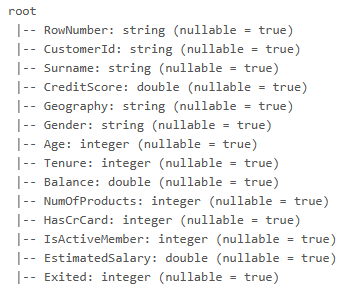 root
 |-- RowNumber: string (nullable = true)
 |-- CustomerId: string (nullable = true)
 |-- Surname: string (nullable = true)
 |-- CreditScore: double (nullable = true)
 |-- Geography: string (nullable = true)
 |-- Gender: string (nullable = true)
 |-- Age: integer (nullable = true)
 |-- Tenure: integer (nullable = true)
 |-- Balance: double (nullable = true)
 |-- NumOfProducts: integer (nullable = true)
 |-- HasCrCard: integer (nullable = true)
 |-- IsActiveMember: integer (nullable = true)
 |-- EstimatedSalary: double (nullable = true)
 |-- Exited: integer (nullable = true)